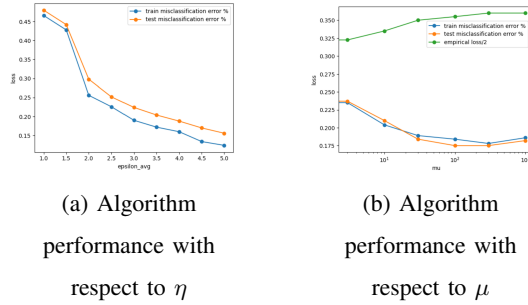 train misclassification error %
test misclassification error %
0.45
0.40
0.35
0.30
0.25
0.20
0.15
loss
1.0 1.5 2.0 2.5 3.0 3.5 4.0 4.5 5.0
epsilon_avg
train misclassification error %
test misclassification error %
empirical loss/2
0.350
0.325
0.300
0.275
0.250
0.225
0.200
0.175
loss
10¹ 10² 10
mu
(a) Algorithm
performance with
respect to η
(b) Algorithm
performance with
respect to μ